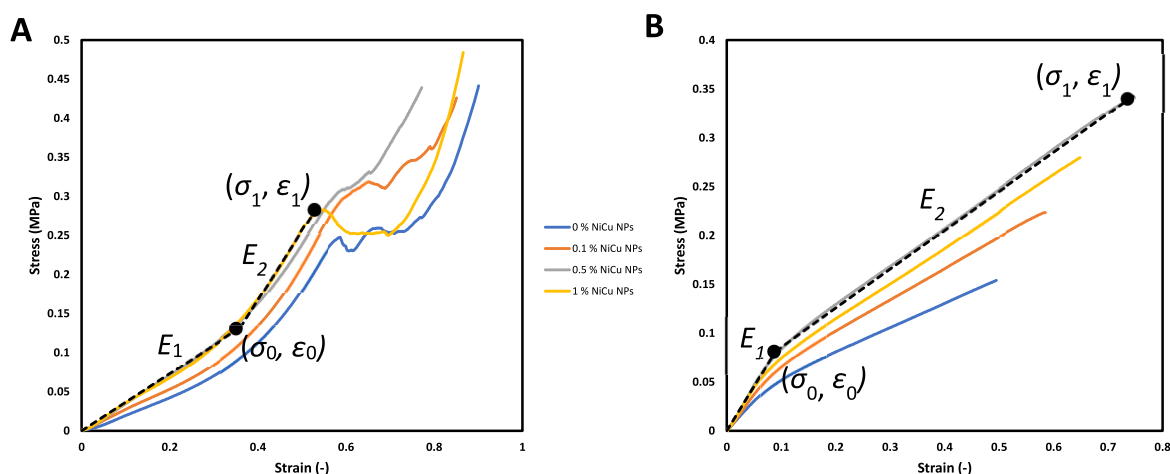 A
0.5
0.45
0.4
0.35
0.3
0.25
0.2
0.15
0.1
0.05
0
Stress (MPa)
(σ1, ε1)
E2
E1
(σ0, ε0)
0
0.2
0.4
0.6
0.8
1
Strain (-)
0 % NiCu NPs
0.1 % NiCu NPs
0.5 % NiCu NPs
1 % NiCu NPs
B
0.4
0.35
0.3
0.25
0.2
0.15
0.1
0.05
0
Stress (MPa)
(σ1, ε1)
E2
E1
(σ0, ε0)
0
0.1
0.2
0.3
0.4
0.5
0.6
0.7
0.8
Strain (-)